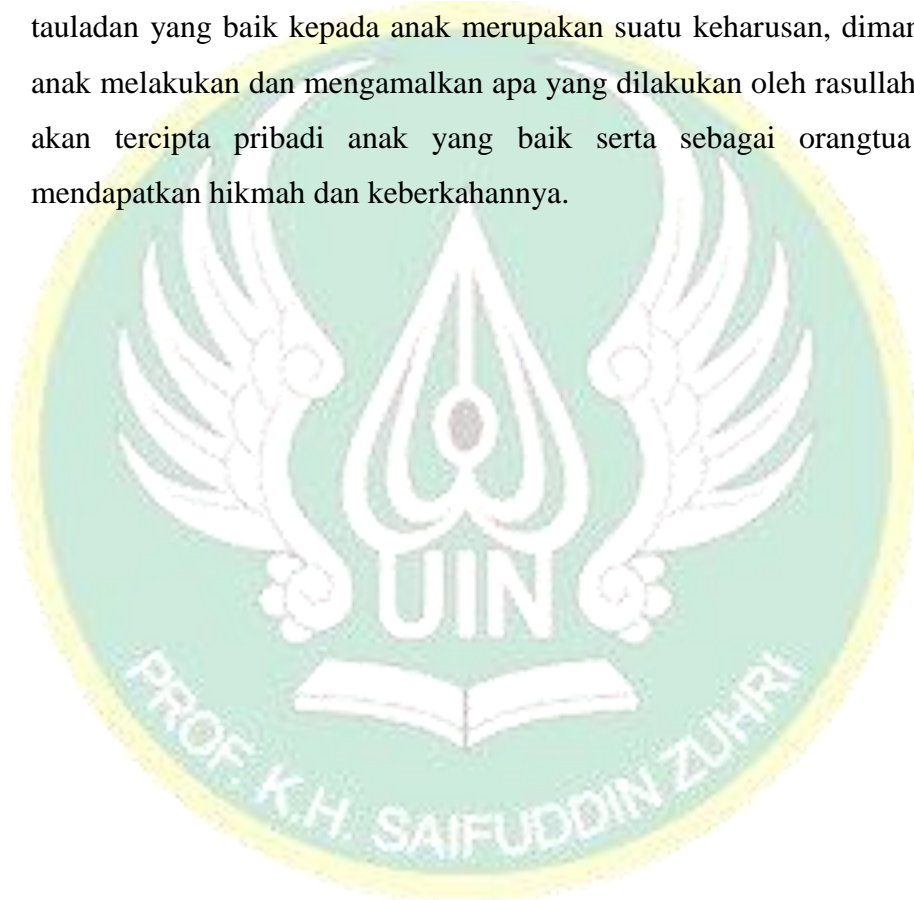 tauladan yang baik kepada anak merupakan suatu keharusan, dimar
anak melakukan dan mengamalkan apa yang dilakukan oleh rasullah
akan tercipta pribadi anak yang baik serta sebagai orangtua
mendapatkan hikmah dan keberkahannya.
UIN
PROF. K.H. SAIFUDDIN ZUHRI